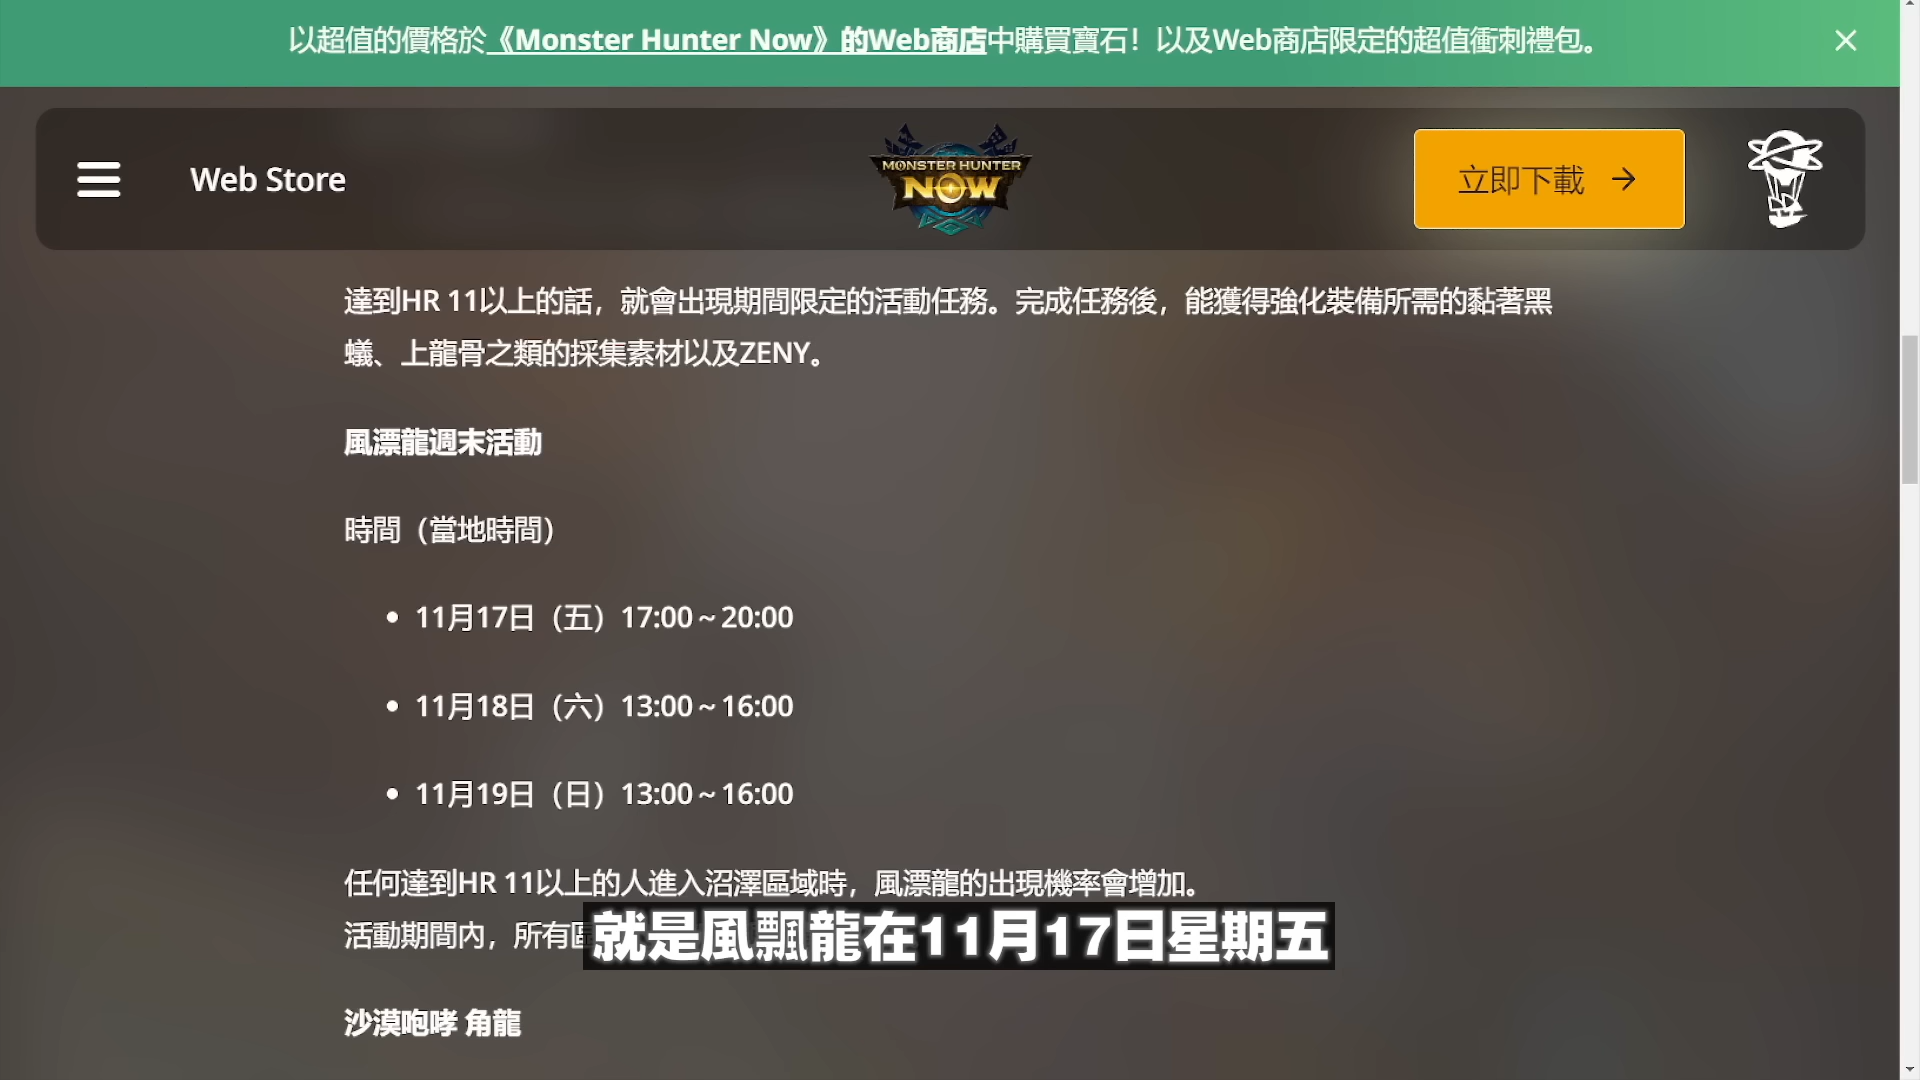 以超值的價格於《Monster Hunter Now》的Web商店中購買寶石！以及Web商店限定的超值衝刺禮包。
Web Store
MONSTER HUNTER
NOW
立即下載
達到HR 11以上的話，就會出現期間限定的活動任務。完成任務後，能獲得強化裝備所需的黏著黑
蟻、上龍骨之類的採集素材以及ZENY。
風漂龍週末活動
時間（當地時間）
• 11月17日（五）17:00～20:00
• 11月18日（六）13:00～16:00
• 11月19日（日）13:00～16:00
任何達到HR 11以上的人進入沼澤區域時，風漂龍的出現機率會增加。
活動期間內，所有區
就是風飄龍在11月17日星期五
沙漠咆哮 角龍